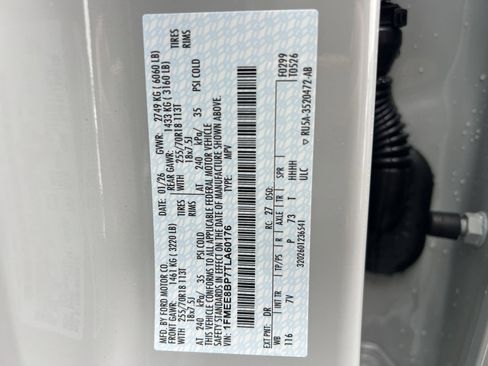 MFD. BY FORD MOTOR CO.
DATE: 01/26 GVWR: 2749 KG ( 6060 LB)
FRONT GAWR: 1461 KG ( 3220 LB) REAR GAWR: 1433 KG ( 3160 LB)
WITH 255/70R18 113T TIRES WITH 255/70R18 113T TIRES
18x7.5J RIMS 18x7.5J RIMS
AT 240 kPa/ 35 PSI COLD AT 240 kPa/ 35 PSI COLD
THIS VEHICLE CONFORMS TO ALL APPLICABLE FEDERAL MOTOR VEHICLE
SAFETY STANDARDS IN EFFECT ON THE DATE OF MANUFACTURE SHOWN ABOVE.
VIN: 1FMEE8BP7TLA60176
TYPE: MPV
F0299
T0526
EXT PNT: DR RC: 27 DSO:
WB INT TR TP/PS R AXLE TR SPR
116 7V P 73 T HHHH
3202601236541 ULC
RU5A-3520472-AB